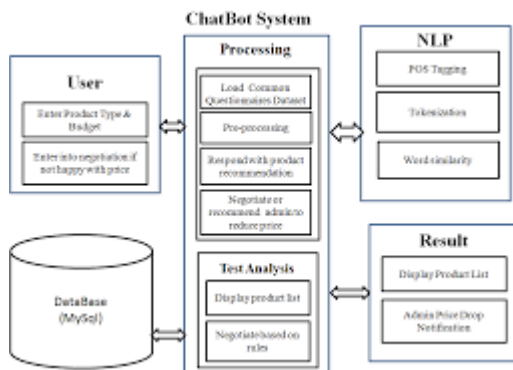 ChatBot System
User
Enter Product Type &
Budget
Enter into negotiation if
not happy with price
DataBase
(MySql)
Processing
Load Common
Questionnaires Dataset
Pre-processing
Respond with product
recommendation
Negotiate or
recommend admin to
reduce price
Test Analysis
Display product list
Negotiate based on
rules
NLP
POS Tagging
Tokenization
Word similarity
Result
Display Product List
Admin Price Drop
Notification